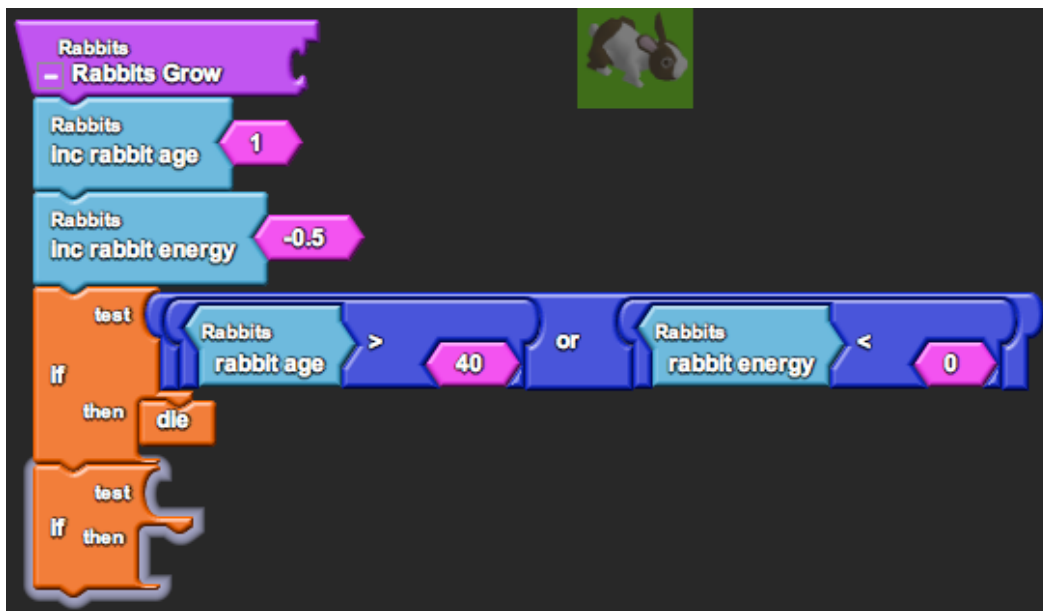 Rabbits
Rabbits Grow
Rabbits
inc rabbit age
1
Rabbits
inc rabbit energy
-0.5
test
Rabbits
rabbit age
>
40
or
Rabbits
rabbit energy
<
0
if
then
die
test
if
then